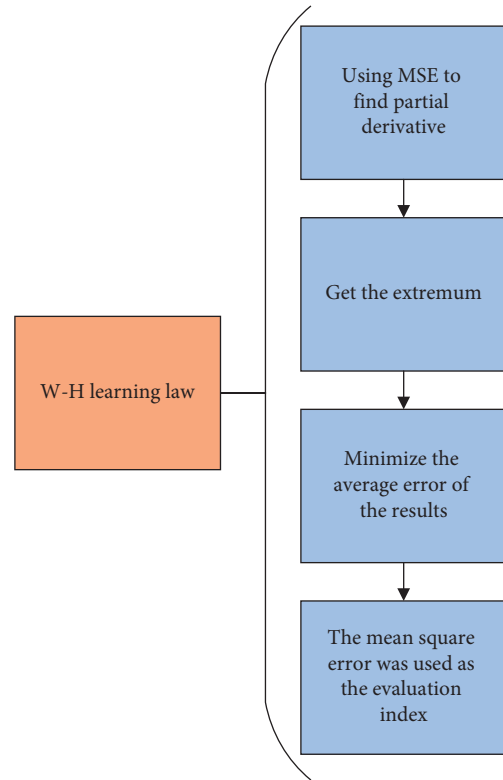 W-H learning law
Using MSE to
find partial
derivative
Get the extremum
Minimize the
average error of
the results
The mean square
error was used as
the evaluation
index